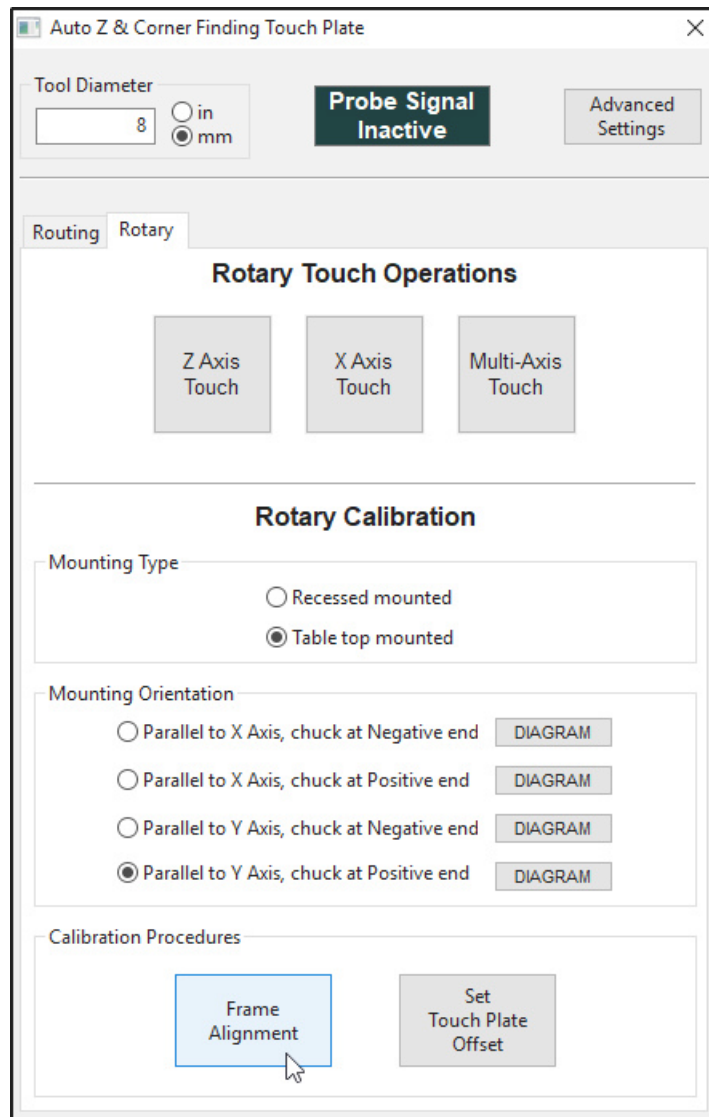 Auto Z & Corner Finding Touch Plate
Tool Diameter
8
in
mm
Probe Signal
Inactive
Advanced
Settings
Routing
Rotary
Rotary Touch Operations
Z Axis
Touch
X Axis
Touch
Multi-Axis
Touch
Rotary Calibration
Mounting Type
Recessed mounted
Table top mounted
Mounting Orientation
Parallel to X Axis, chuck at Negative end DIAGRAM
Parallel to X Axis, chuck at Positive end DIAGRAM
Parallel to Y Axis, chuck at Negative end DIAGRAM
Parallel to Y Axis, chuck at Positive end DIAGRAM
Calibration Procedures
Frame
Alignment
Set
Touch Plate
Offset